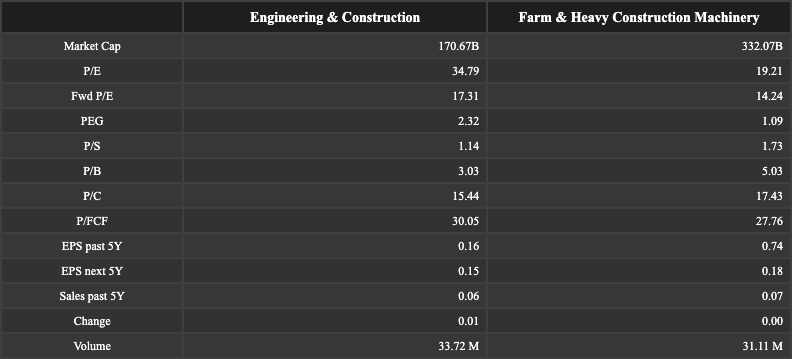 Engineering & Construction Farm & Heavy Construction Machinery
Market Cap 170.67B 332.07B
P/E 34.79 19.21
Fwd P/E 17.31 14.24
PEG 2.32 1.09
P/S 1.14 1.73
P/B 3.03 5.03
P/C 15.44 17.43
P/FCF 30.05 27.76
EPS past 5Y 0.16 0.74
EPS next 5Y 0.15 0.18
Sales past 5Y 0.06 0.07
Change 0.01 0.00
Volume 33.72 M 31.11 M